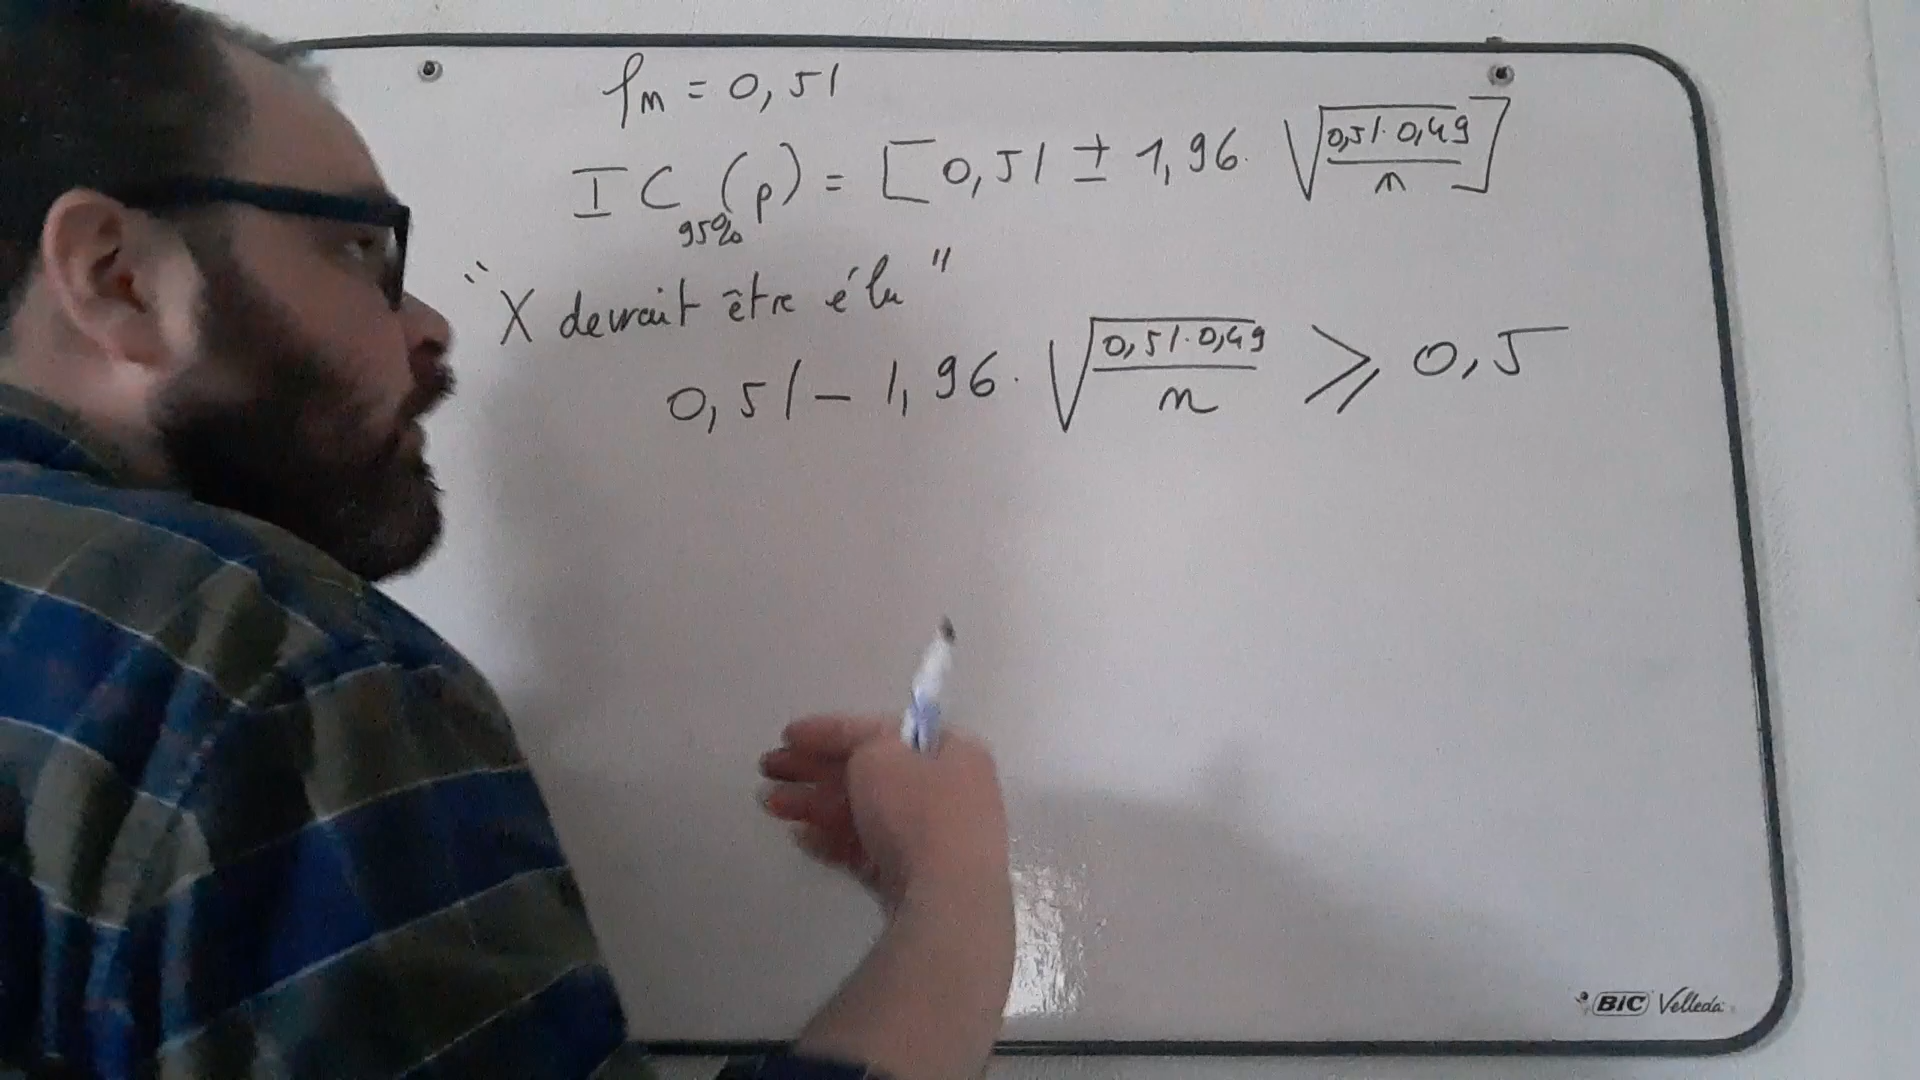 fn = 0,51
IC95%(p) = [0,51 ± 1,96· √(0,51·0,49/n)]
"X devrait être élu"
0,51 – 1,96· √(0,51·0,49/n) ⩾ 0,5
BIC Velleda